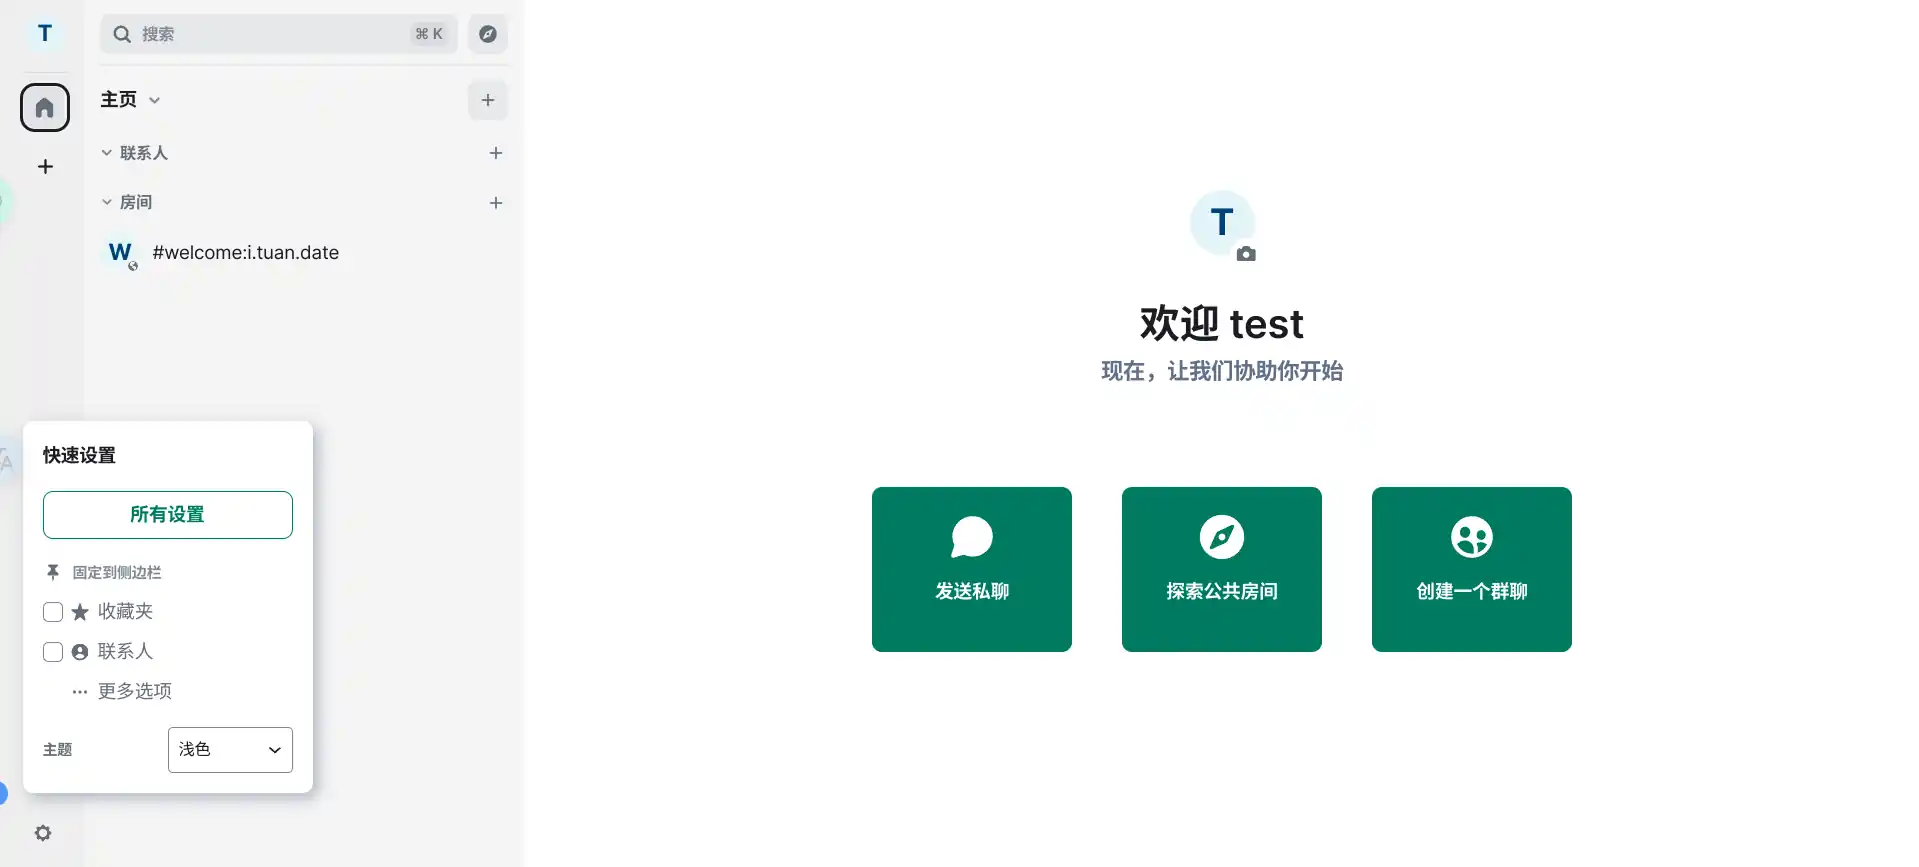 T
搜索
⌘ K
主页
联系人
房间
W
#welcome:i.tuan.date
快速设置
所有设置
固定到侧边栏
收藏夹
联系人
更多选项
主题
浅色
T
欢迎 test
现在，让我们协助你开始
发送私聊
探索公共房间
创建一个群聊